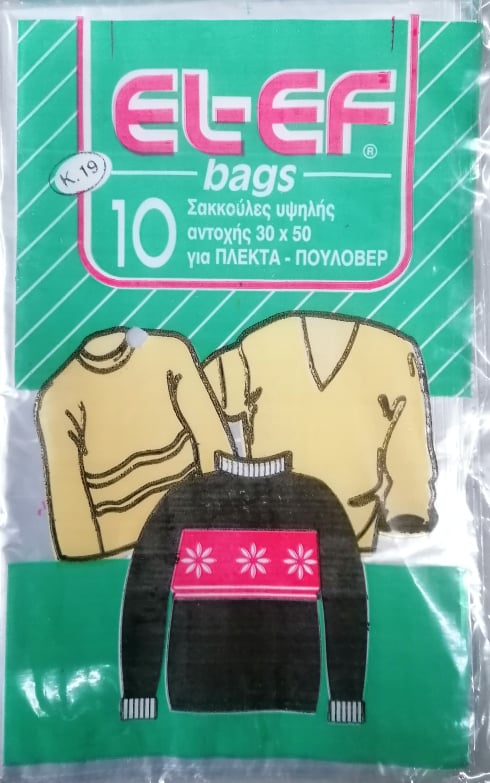 EL-EF ®
bags
K.19
10
Σακκούλες υψηλής
αντοχής 30 x 50
για ΠΛΕΚΤΑ - ΠΟΥΛΟΒΕΡ